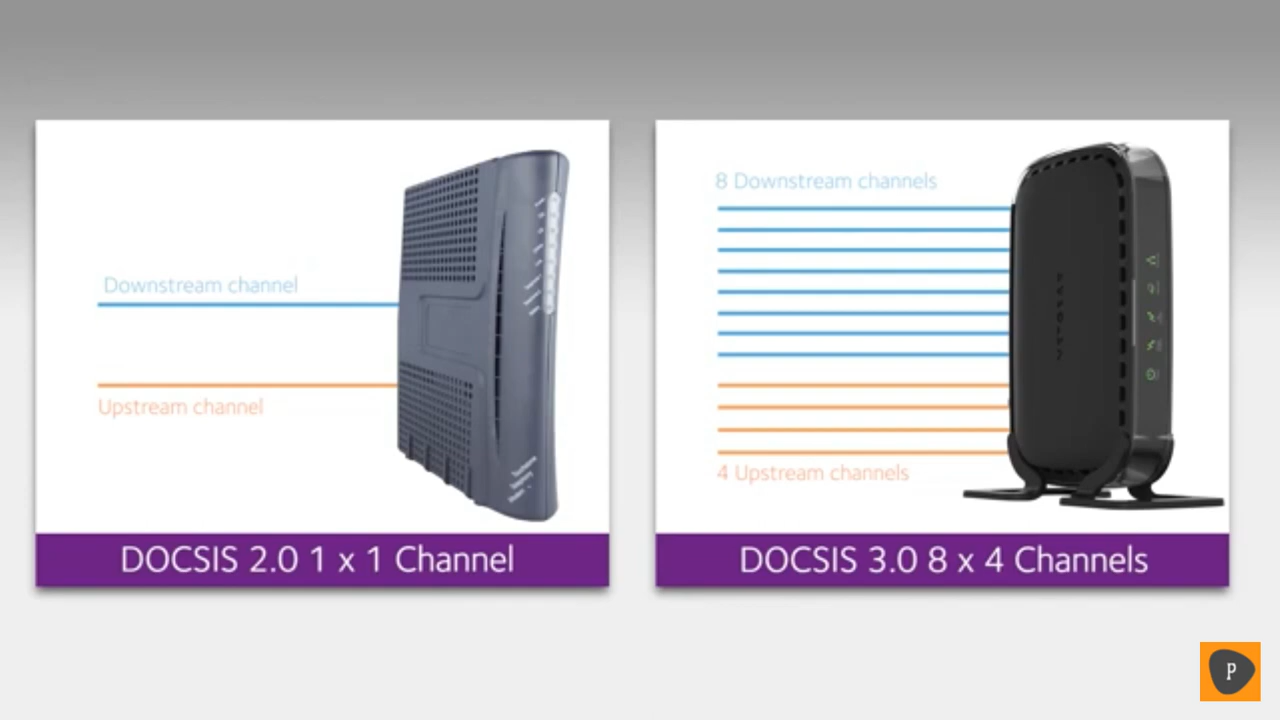 Downstream channel
Upstream channel
DOCSIS 2.0 1 x 1 Channel
8 Downstream channels
4 Upstream channels
NETGEAR
DOCSIS 3.0 8 x 4 Channels
P